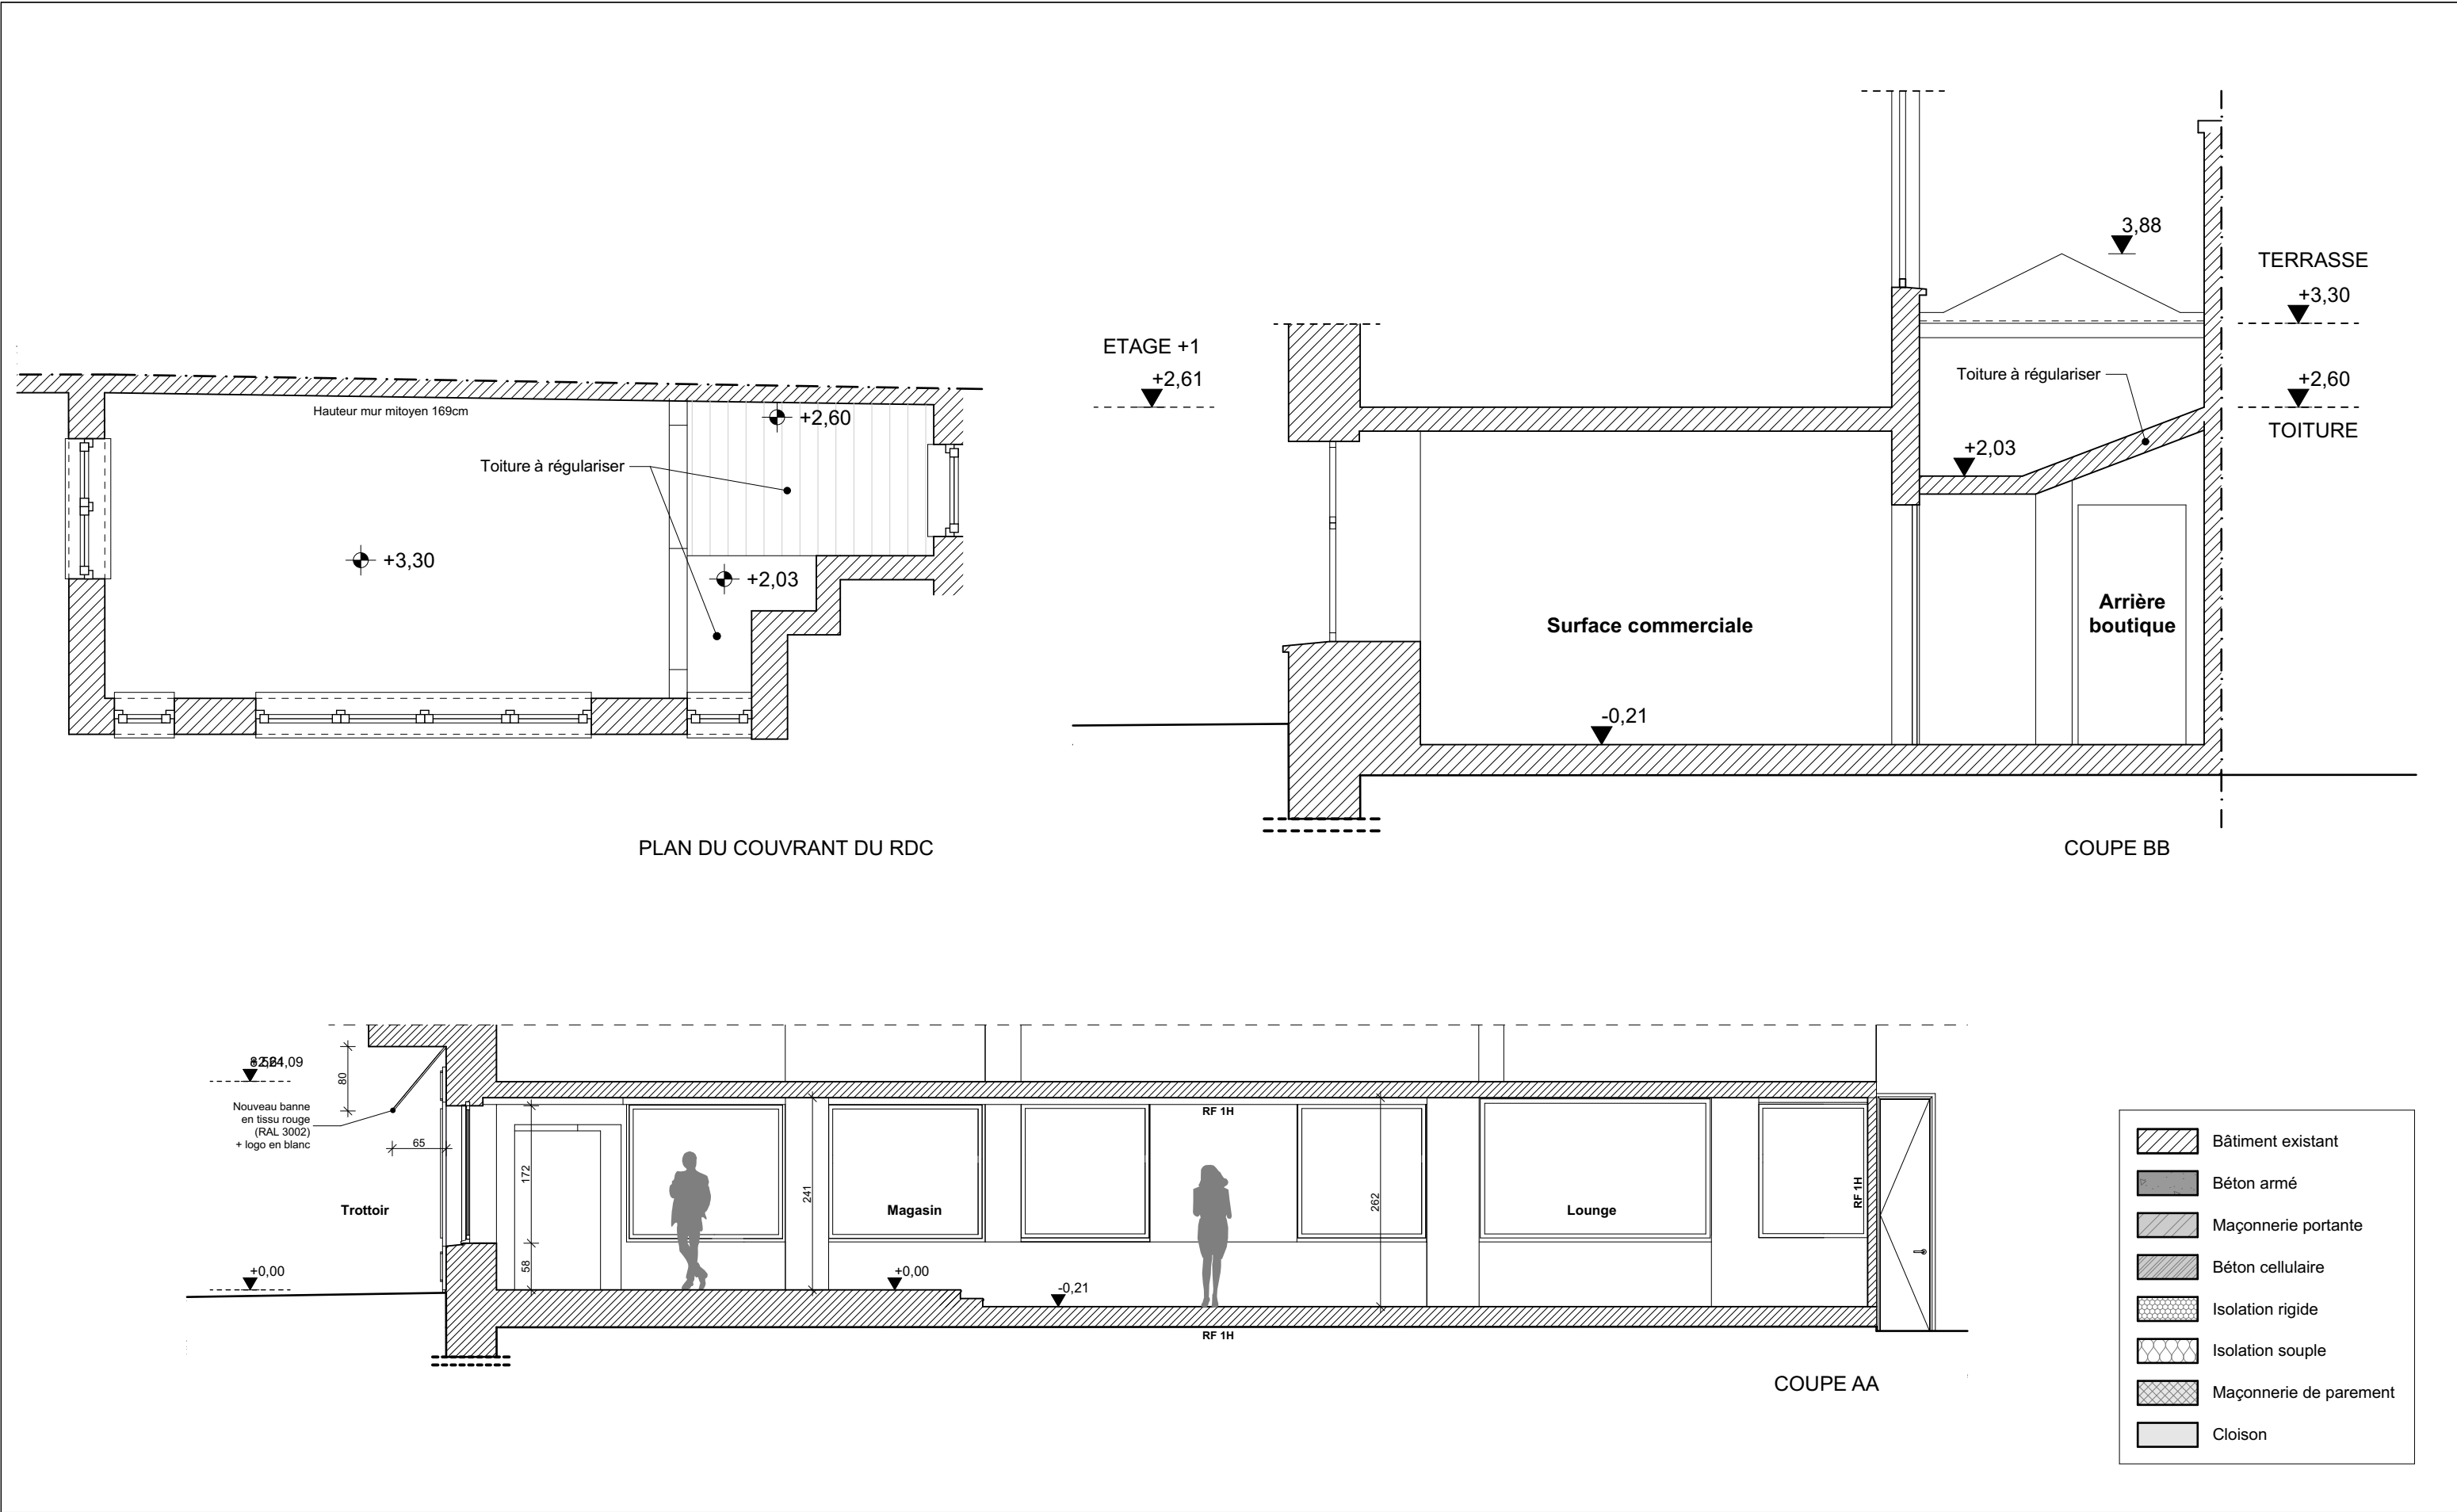 Hauteur mur mitoyen 169cm
+2,60
Toiture à régulariser
+3,30
+2,03
PLAN DU COUVRANT DU RDC
3,88
TERRASSE
+3,30
ETAGE +1
+2,61
Toiture à régulariser
+2,60
TOITURE
+2,03
Arrière
boutique
Surface commerciale
-0,21
COUPE BB
80
Nouveau banne
en tissu rouge
(RAL 3002)
+ logo en blanc
65
RF 1H
172
241
262
RF 1H
Trottoir
Magasin
Lounge
58
+0,00
+0,00
-0,21
RF 1H
COUPE AA
Bâtiment existant
Béton armé
Maçonnerie portante
Béton cellulaire
Isolation rigide
Isolation souple
Maçonnerie de parement
Cloison